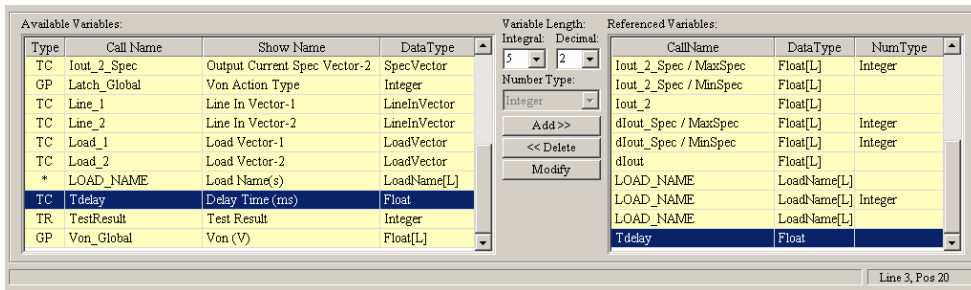 Available Variables: Variable Length: Referenced Variables:
Integral: Decimal:
Type Call Name Show Name DataType
TC Iout_2_Spec Output Current Spec Vector-2 SpecVector
GP Latch_Global Von Action Type Integer
TC Line_1 Line In Vector-1 LineInVector
TC Line_2 Line In Vector-2 LineInVector
TC Load_1 Load Vector-1 LoadVector
TC Load_2 Load Vector-2 LoadVector
* LOAD_NAME Load Name(s) LoadName[L]
TC Tdelay Delay Time (ms) Float
TR TestResult Test Result Integer
GP Von_Global Von (V) Float[L]
5 2
Number Type:
Integer
Add >>
<< Delete
Modify
CallName DataType NumType
Iout_2_Spec / MaxSpec Float[L] Integer
Iout_2_Spec / MinSpec Float[L]
Iout_2 Float[L]
dIout_Spec / MaxSpec Float[L] Integer
dIout_Spec / MinSpec Float[L] Integer
dIout Float[L]
LOAD_NAME LoadName[L]
LOAD_NAME LoadName[L] Integer
LOAD_NAME LoadName[L]
Tdelay Float
Line 3, Pos 20